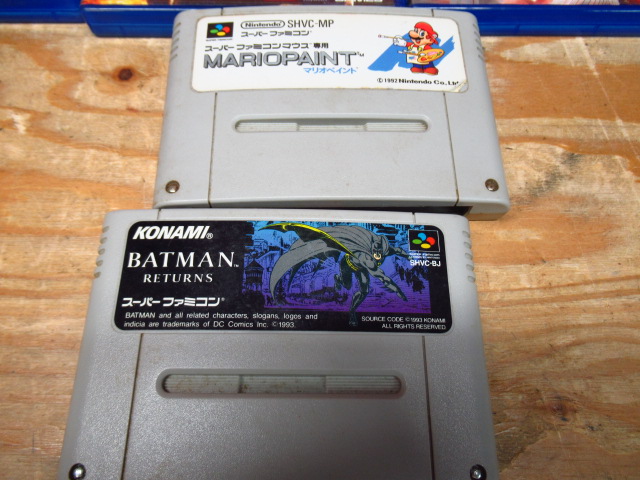 Nintendo SHVC-MP
スーパーファミコン
スーパーファミコンマウス専用
MARIOPAINT™
マリオペイント
©1992 Nintendo Co., Ltd.
KONAMI®
BATMAN™
RETURNS
スーパーファミコン®
SHVC-BJ
BATMAN and all related characters, slogans, logos and
indicia are trademarks of DC Comics Inc. ©1993.
SOURCE CODE ©1993 KONAMI
ALL RIGHTS RESERVED